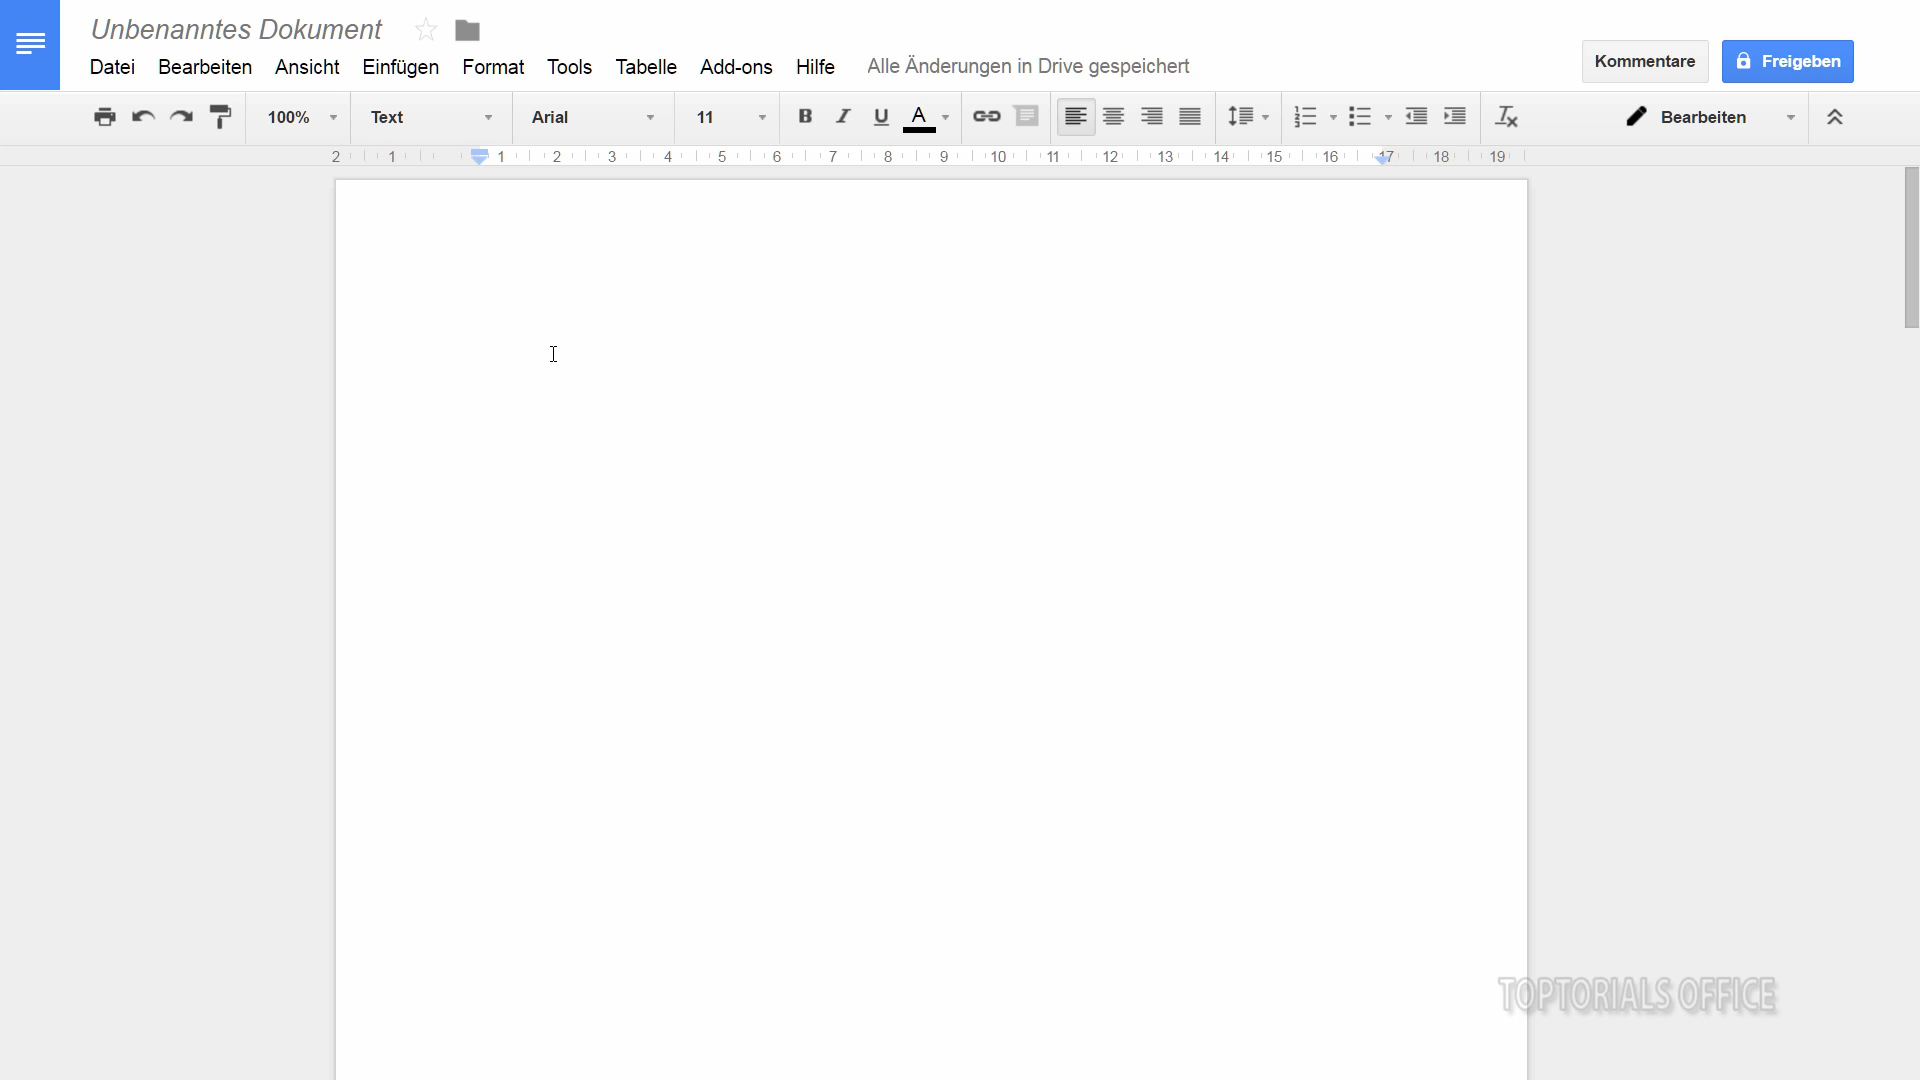 Unbenanntes Dokument
Datei Bearbeiten Ansicht Einfügen Format Tools Tabelle Add-ons Hilfe Alle Änderungen in Drive gespeichert
Kommentare Freigeben
100% Text Arial 11 B I U A Bearbeiten
2 1 1 2 3 4 5 6 7 8 9 10 11 12 13 14 15 16 17 18 19
TOPTORIALS OFFICE